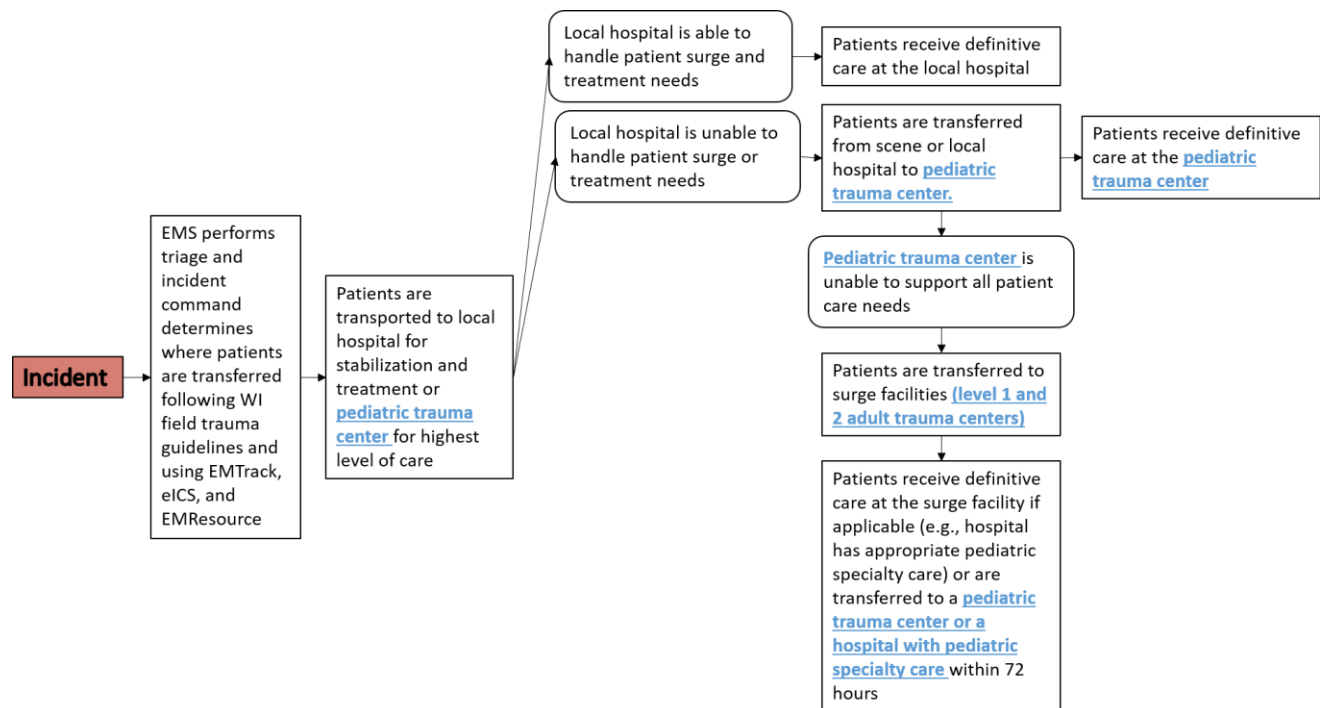 Incident
EMS performs
triage and
incident
command
determines
where patients
are transferred
following WI
field trauma
guidelines and
using EMTrack,
eICS, and
EMResource
Patients are
transported to local
hospital for
stabilization and
treatment or
pediatric trauma
center for highest
level of care
Local hospital is able to
handle patient surge and
treatment needs
Patients receive definitive
care at the local hospital
Local hospital is unable to
handle patient surge or
treatment needs
Patients are transferred
from scene or local
hospital to pediatric
trauma center.
Patients receive definitive
care at the pediatric
trauma center
Pediatric trauma center is
unable to support all patient
care needs
Patients are transferred to
surge facilities (level 1 and
2 adult trauma centers)
Patients receive definitive
care at the surge facility if
applicable (e.g., hospital
has appropriate pediatric
specialty care) or are
transferred to a pediatric
trauma center or a
hospital with pediatric
specialty care within 72
hours